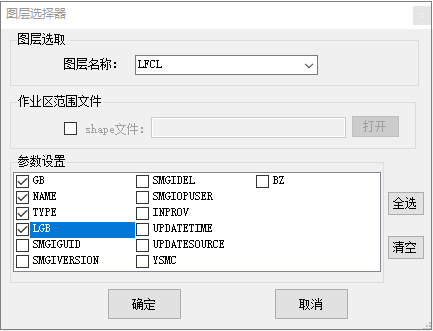 图层选择器
图层选取
图层名称： LFCL
作业区范围文件
shape文件： 打开
参数设置
GB SMGIDEL BZ
NAME SMGIOPUSER
TYPE INPROV
LGB UPDATETIME
SMGIGUID UPDATESOURCE
SMGIVERSION YSMC
全选
清空
确定 取消